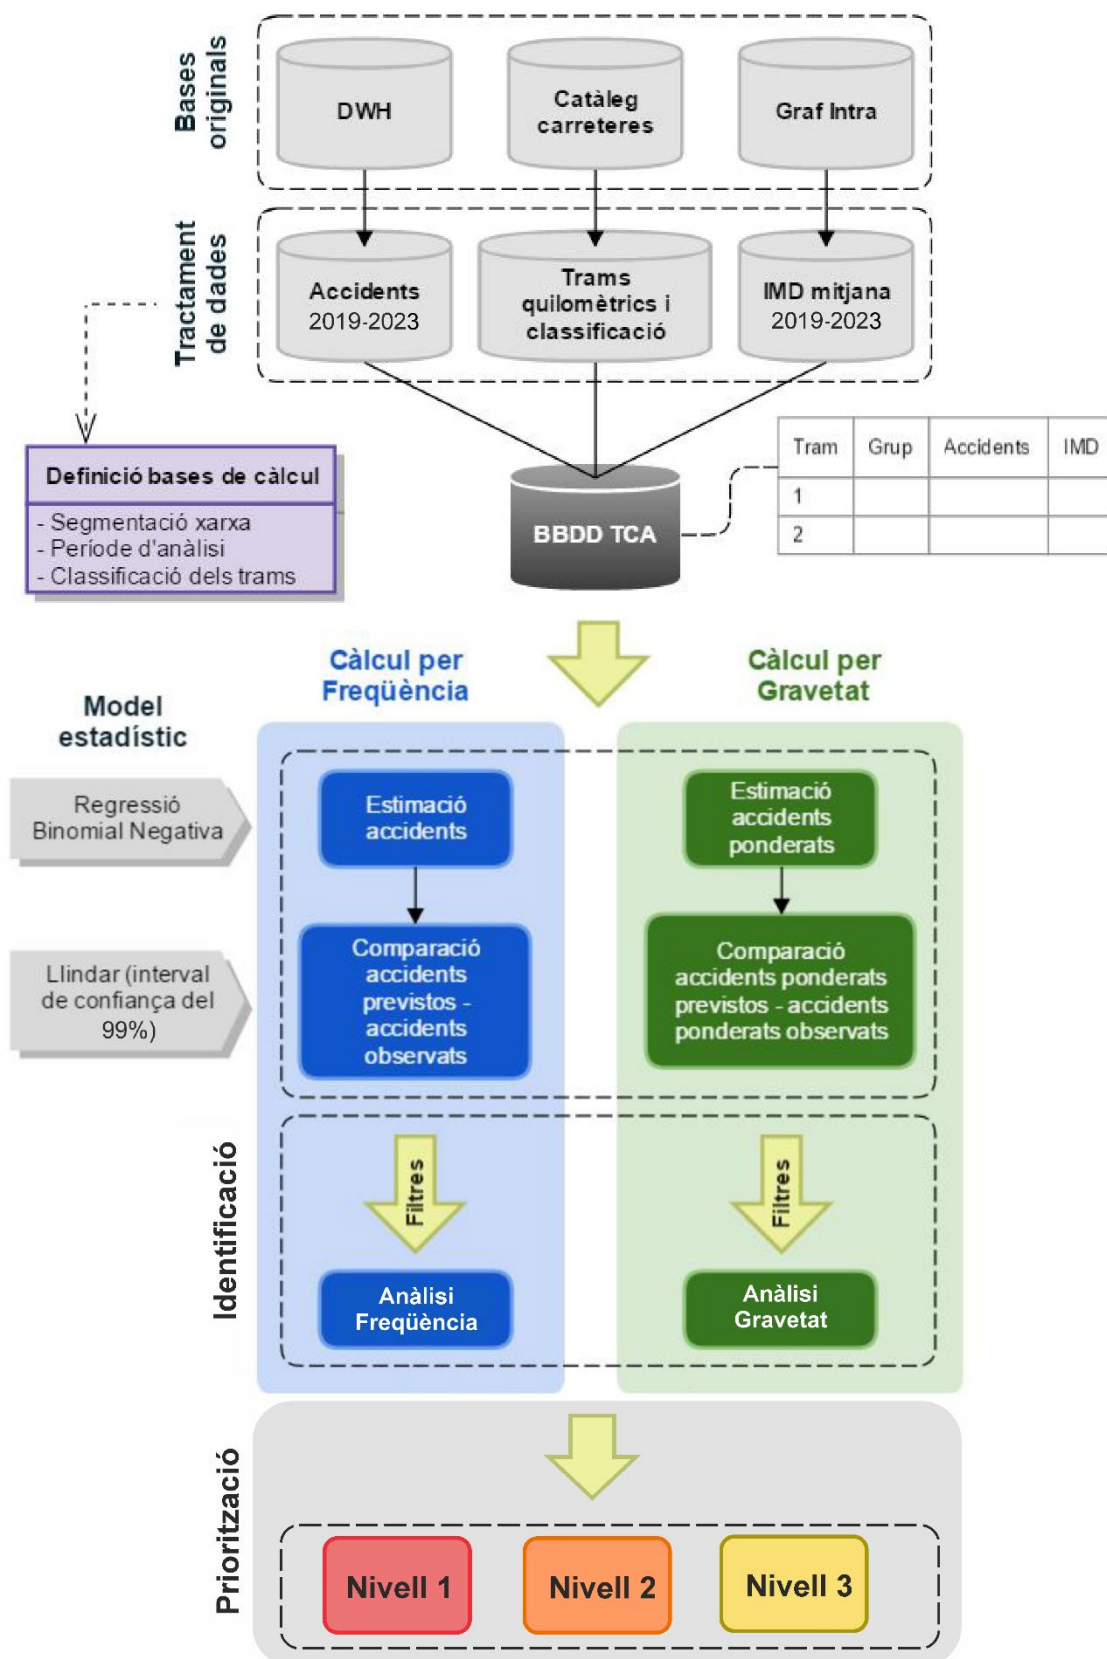 Bases
originals
DWH
Catàleg
carreteres
Graf Intra
Tractament
de dades
Accidents
2019-2023
Trams
quilomètrics i
classificació
IMD mitjana
2019-2023
Definició bases de càlcul
- Segmentació xarxa
- Període d'anàlisi
- Classificació dels trams
BBDD TCA
Tram Grup Accidents IMD
1
2
Càlcul per
Freqüència
Càlcul per
Gravetat
Model
estadístic
Regressió
Binomial Negativa
Estimació
accidents
Estimació
accidents
ponderats
Llindar (interval
de confiança del
99%)
Comparació
accidents
previstos -
accidents
observats
Comparació
accidents ponderats
previstos - accidents
ponderats observats
Identificació
Filtres
Filtres
Anàlisi
Freqüència
Anàlisi
Gravetat
Priorització
Nivell 1
Nivell 2
Nivell 3